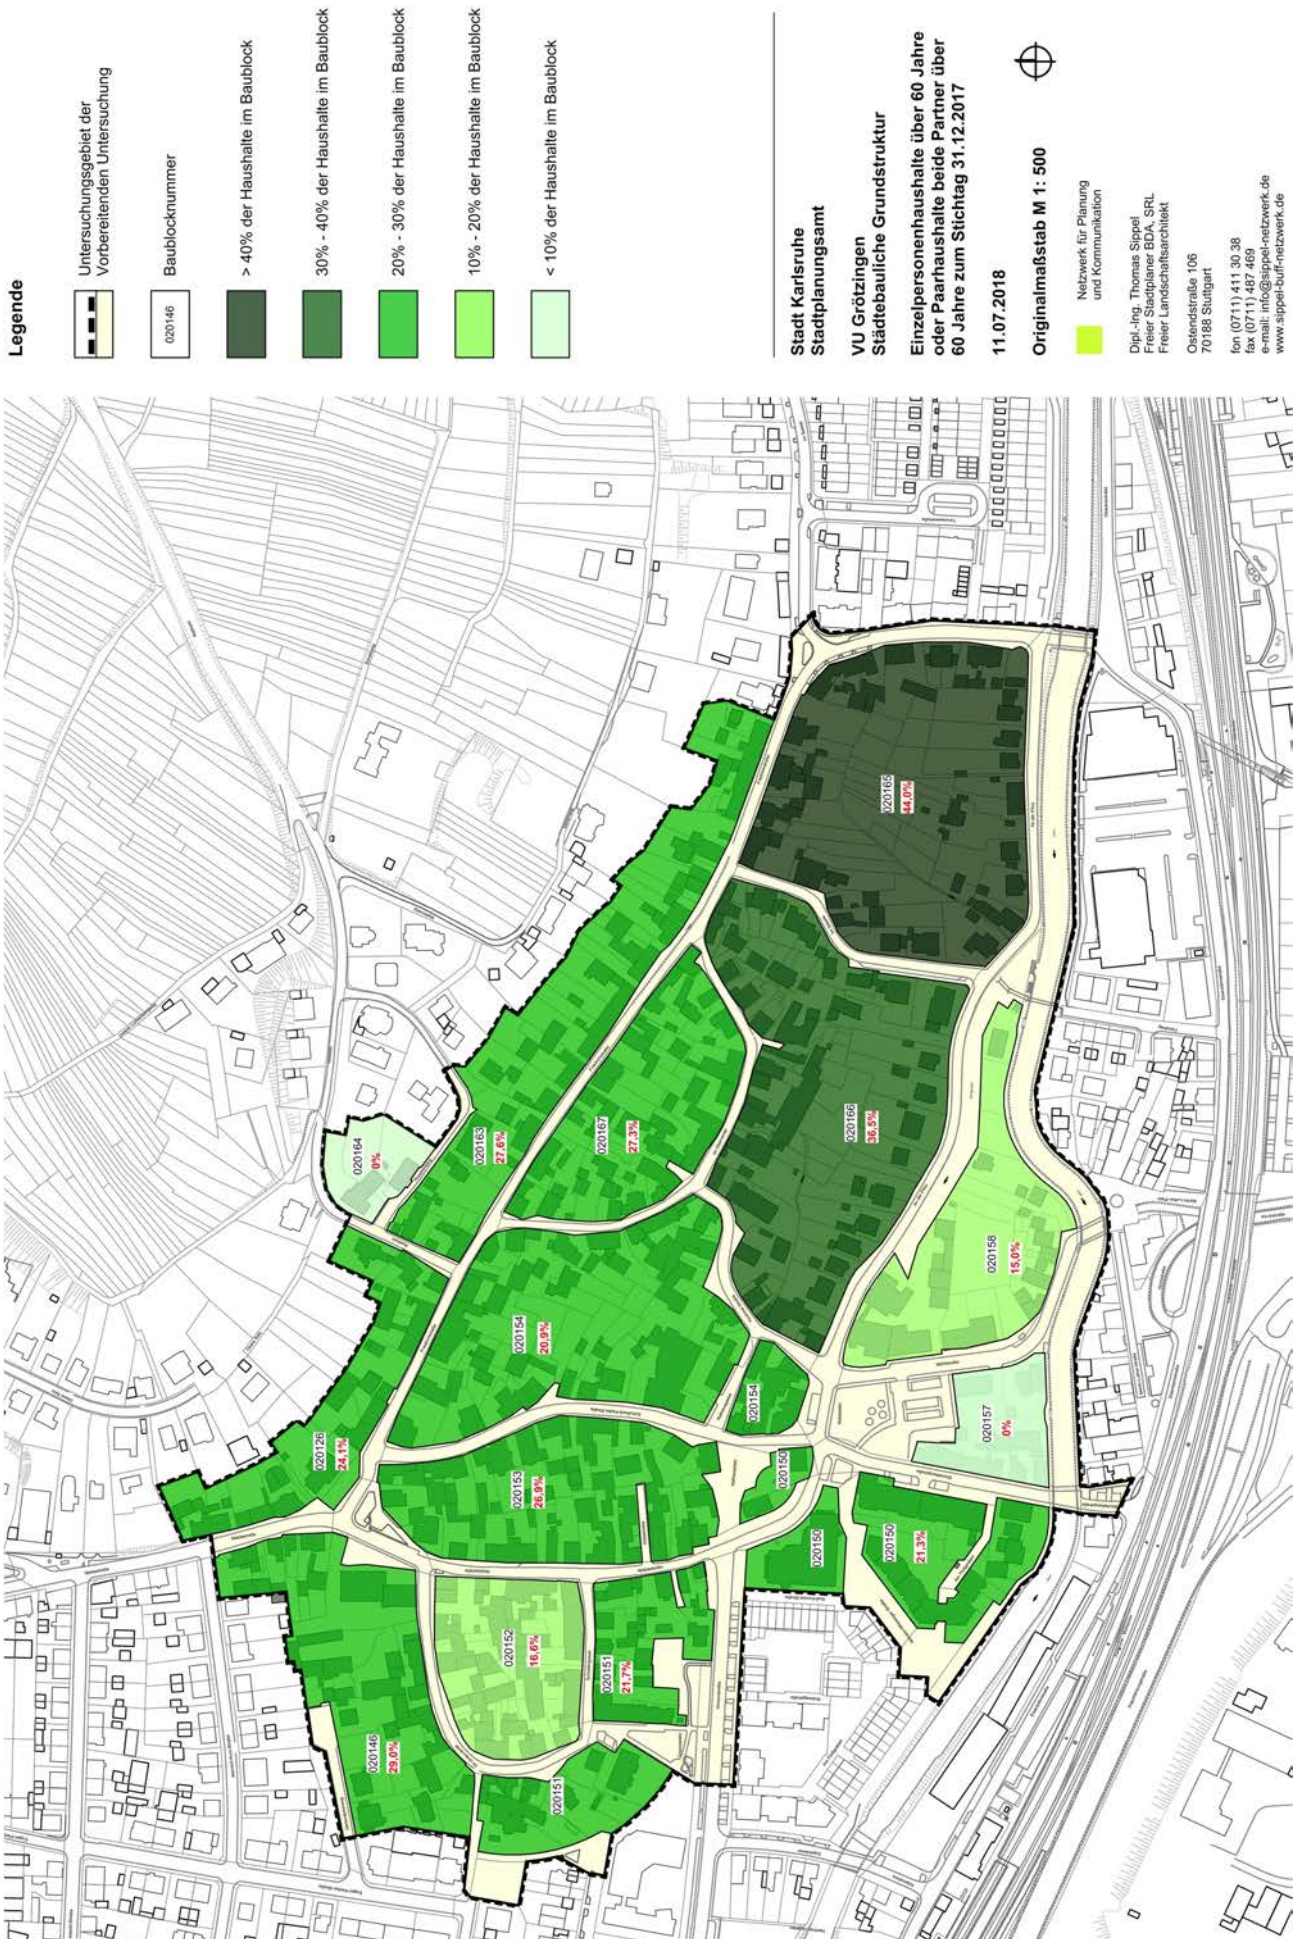 Legende
Untersuchungsgebiet der
Vorbereitenden Untersuchung
020146
Baublocknummer
> 40% der Haushalte im Baublock
30% - 40% der Haushalte im Baublock
20% - 30% der Haushalte im Baublock
10% - 20% der Haushalte im Baublock
< 10% der Haushalte im Baublock
Stadt Karlsruhe
Stadtplanungsamt
VU Grötzingen
Städtebauliche Grundstruktur
Einzelpersonenhaushalte über 60 Jahre
oder Paarhaushalte beide Partner über
60 Jahre zum Stichtag 31.12.2017
11.07.2018
Originalmaßstab M 1: 500
Netzwerk für Planung
und Kommunikation
Dipl.-Ing. Thomas Sippel
Freier Stadtplaner BDA, SRL
Freier Landschaftsarchitekt
Ostendstraße 106
70188 Stuttgart
fon (0711) 411 30 38
fax (0711) 487 469
e-mail: info@sippel-netzwerk.de
www.sippel-buff-netzwerk.de
020164
0%
020126
24,1%
020146
29,0%
020163
27,6%
020154
20,9%
020153
26,9%
020152
16,6%
020151
020167
27,3%
020151
21,7%
020154
020150
020150
020166
36,5%
020165
44,0%
020150
21,3%
020158
15,0%
020157
0%